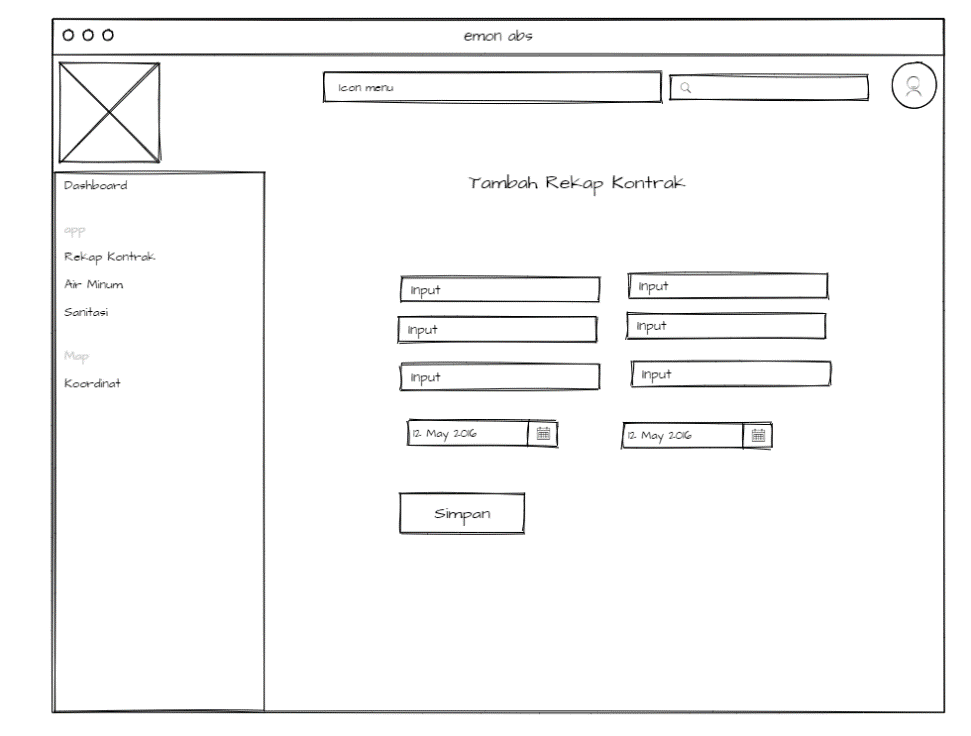 emon abs
Icon menu
Dashboard
Tambah Rekap Kontrak
app
Rekap Kontrak
Air Minum
Sanitasi
Map
Koordinat
Input
Input
Input
Input
Input
Input
12 May 2016
12 May 2016
Simpan